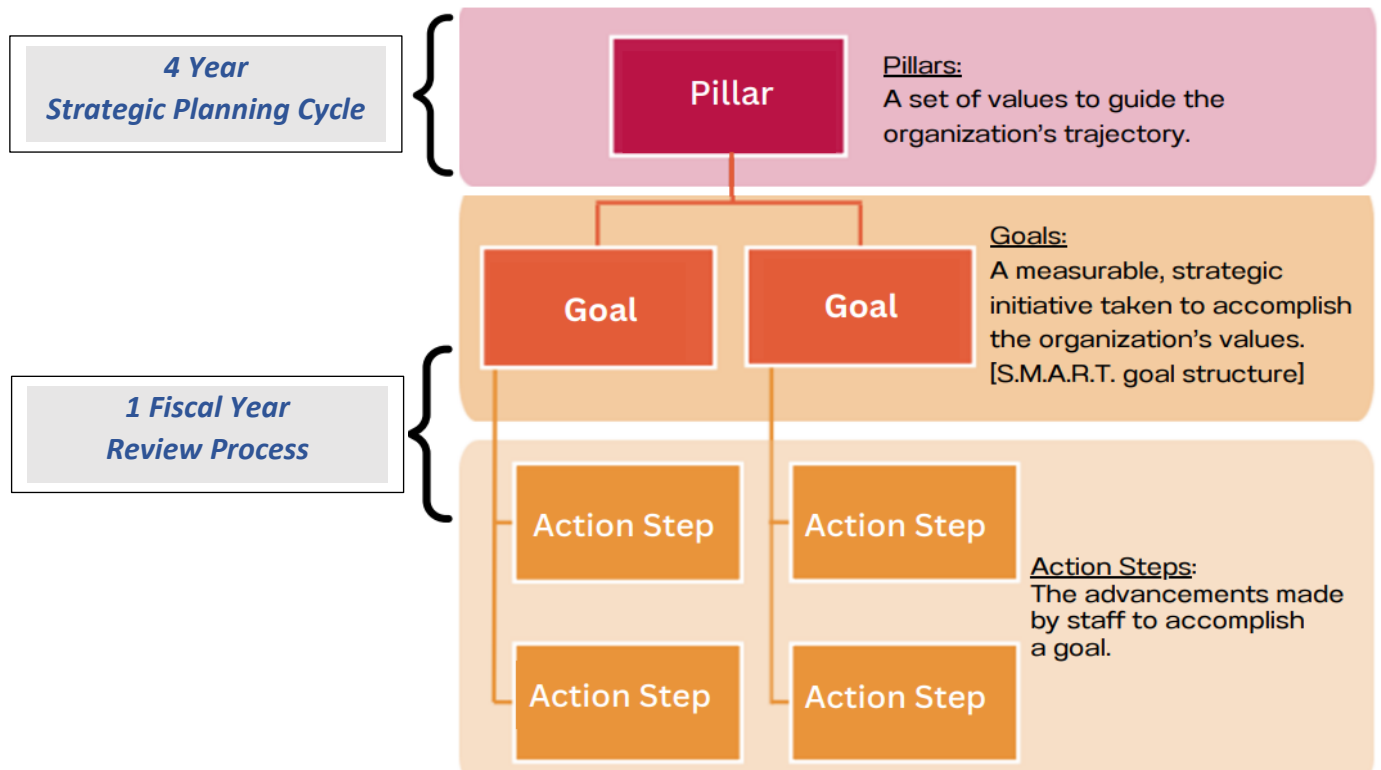 4 Year
Strategic Planning Cycle
Pillar
Pillars:
A set of values to guide the
organization's trajectory.
Goal
Goal
Goals:
A measurable, strategic
initiative taken to accomplish
the organization's values.
[S.M.A.R.T. goal structure]
1 Fiscal Year
Review Process
Action Step
Action Step
Action Steps:
The advancements made
by staff to accomplish
a goal.
Action Step
Action Step